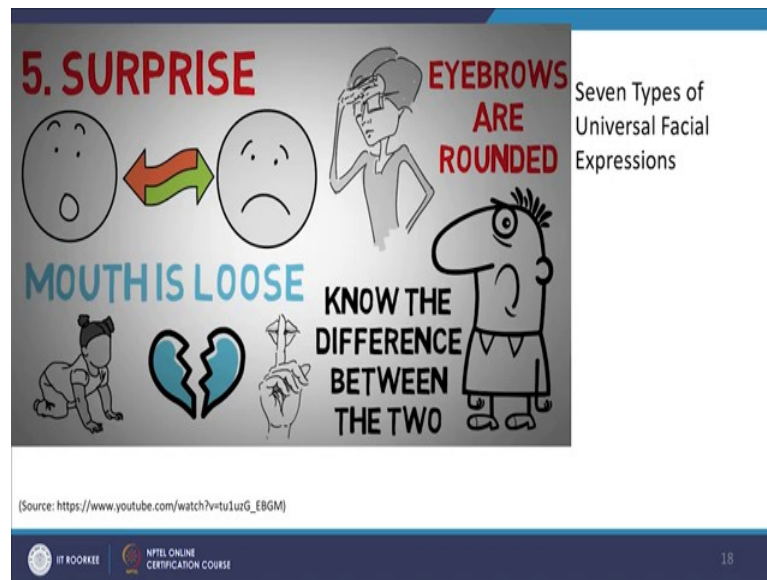 5. SURPRISE
EYEBROWS
ARE
ROUNDED
MOUTH IS LOOSE
KNOW THE
DIFFERENCE
BETWEEN
THE TWO
Seven Types of
Universal Facial
Expressions
(Source: https://www.youtube.com/watch?v=tu1uzG_EBGM)
IIT ROORKEE
NPTEL ONLINE
CERTIFICATION COURSE
18